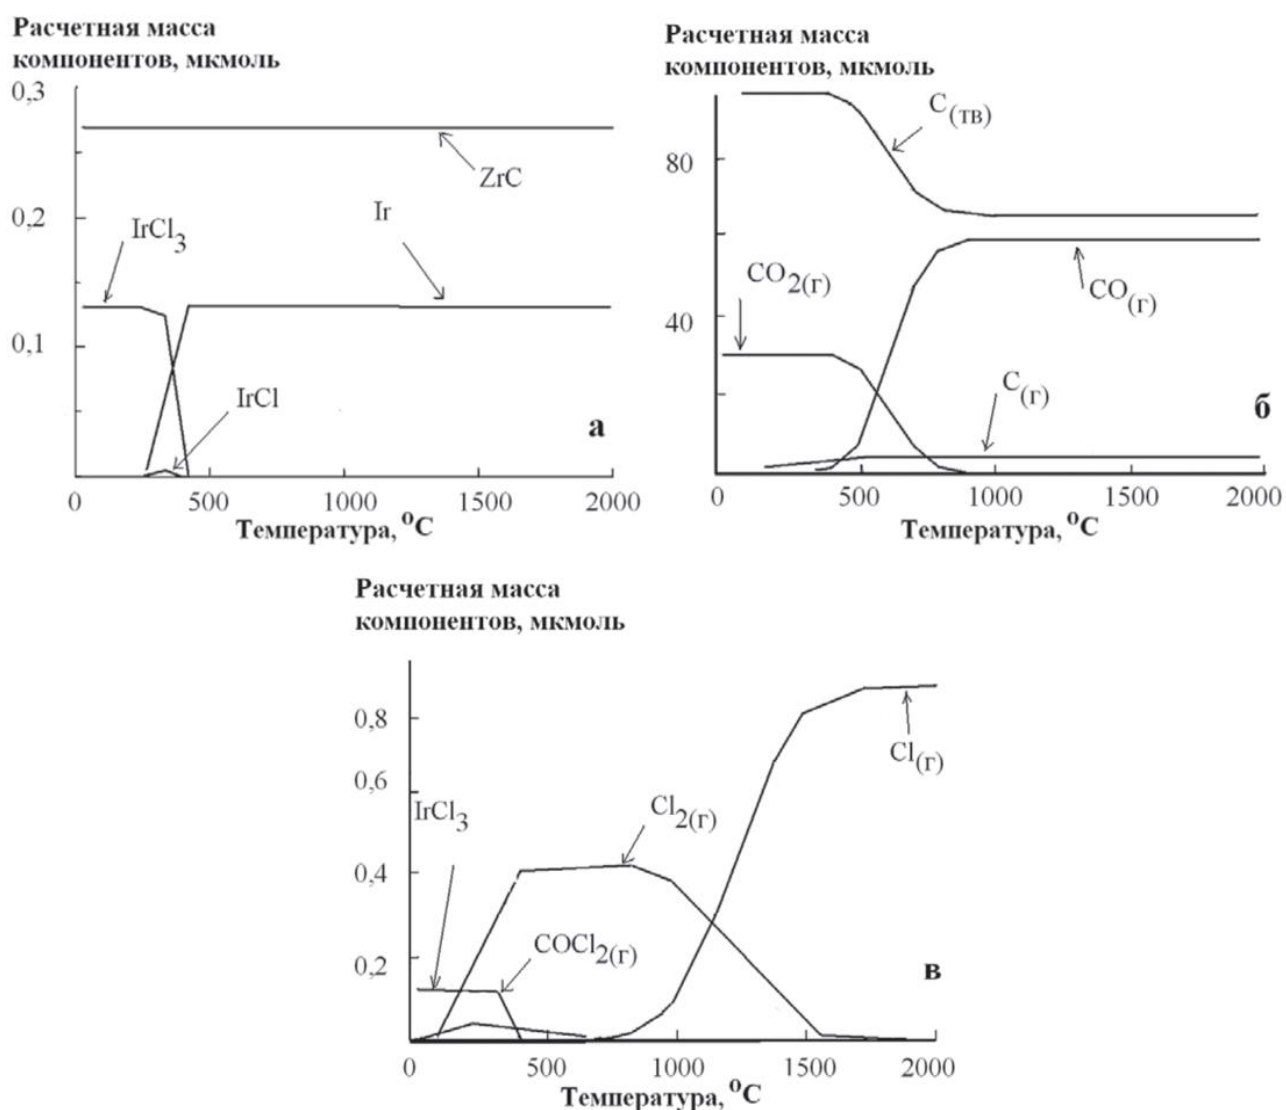 Расчетная масса
компонентов, мкмоль
0,3
ZrC
Ir
0,2
IrCl3
0,1
IrCl
а
0 500 1000 1500 2000
Температура, °C
Расчетная масса
компонентов, мкмоль
C(тв)
80
CO2(г)
CO(г)
40
C(г)
б
0 500 1000 1500 2000
Температура, °C
Расчетная масса
компонентов, мкмоль
0,8
Cl(г)
0,6
IrCl3
Cl2(г)
0,4
COCl2(г)
0,2
в
0 500 1000 1500 2000
Температура, °C